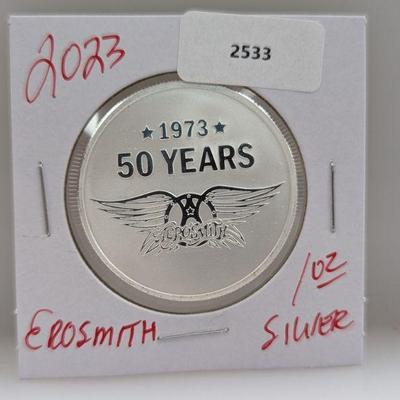 2023
2533
★ 1973 ★
50 YEARS
AEROSMITH
EROSMITH
1oz
SILVER